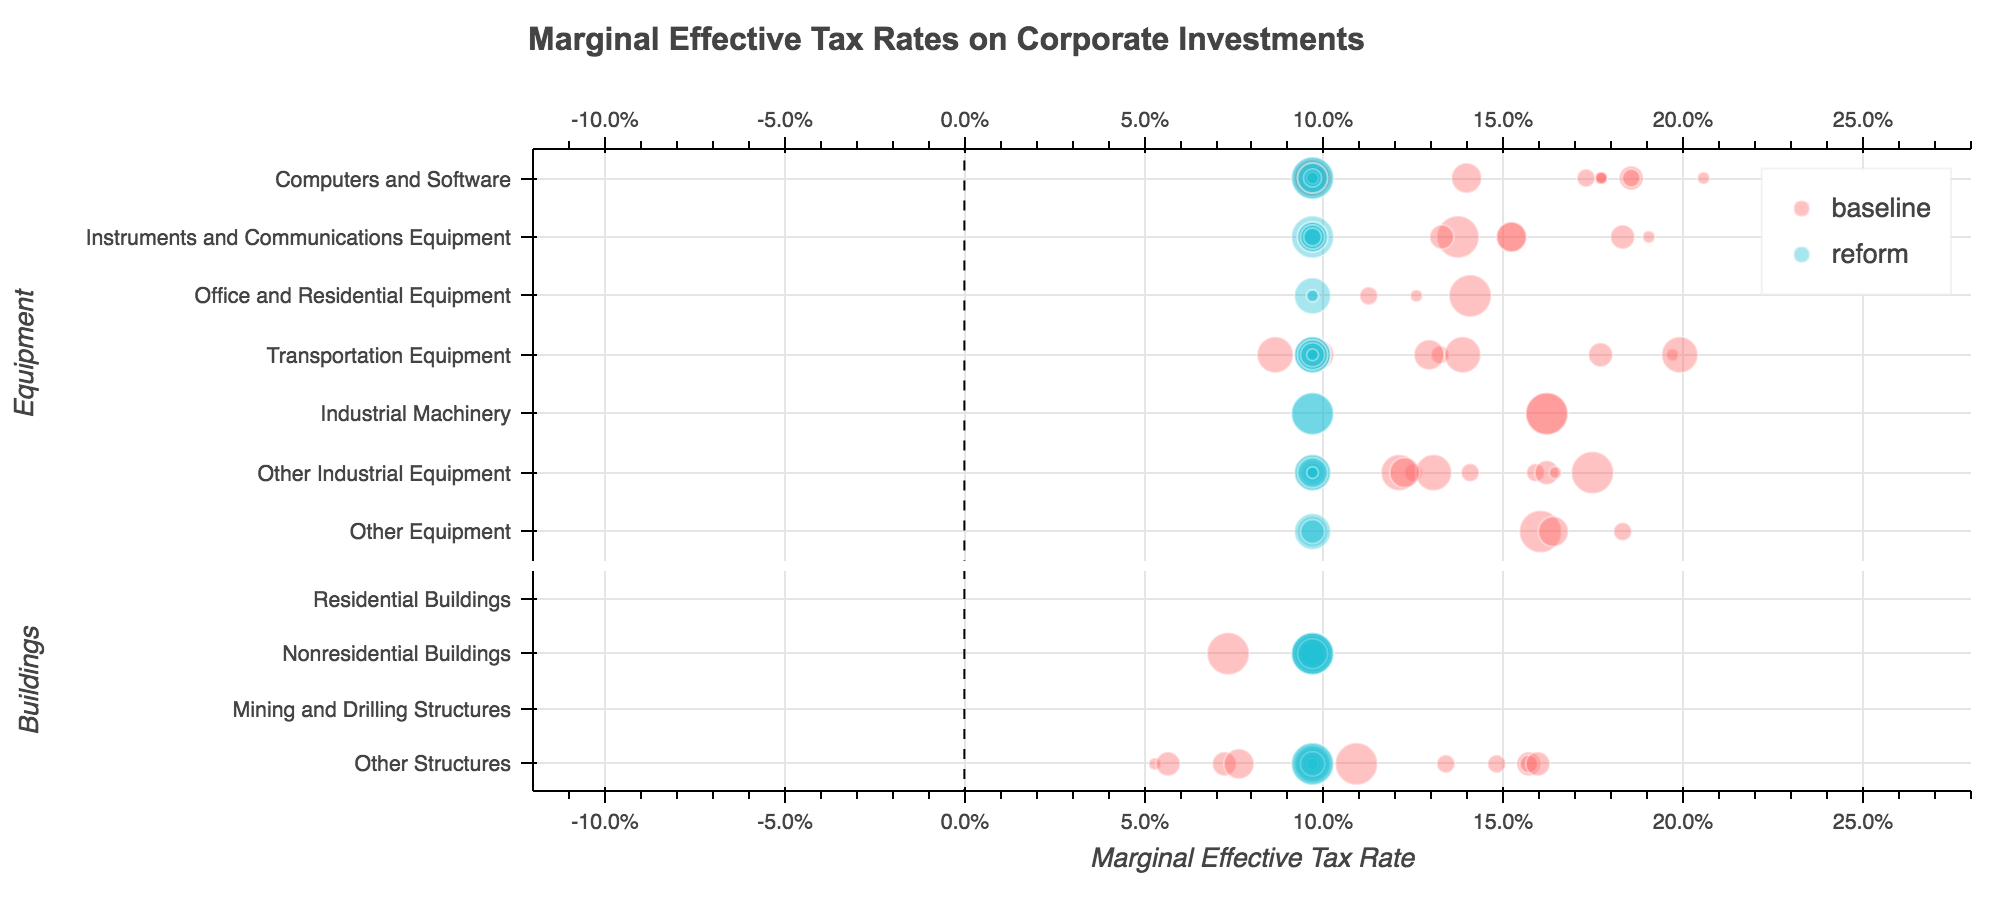 Marginal Effective Tax Rates on Corporate Investments
-10.0% -5.0% 0.0% 5.0% 10.0% 15.0% 20.0% 25.0%
Equipment
Computers and Software
Instruments and Communications Equipment
Office and Residential Equipment
Transportation Equipment
Industrial Machinery
Other Industrial Equipment
Other Equipment
baseline
reform
Buildings
Residential Buildings
Nonresidential Buildings
Mining and Drilling Structures
Other Structures
-10.0% -5.0% 0.0% 5.0% 10.0% 15.0% 20.0% 25.0%
Marginal Effective Tax Rate